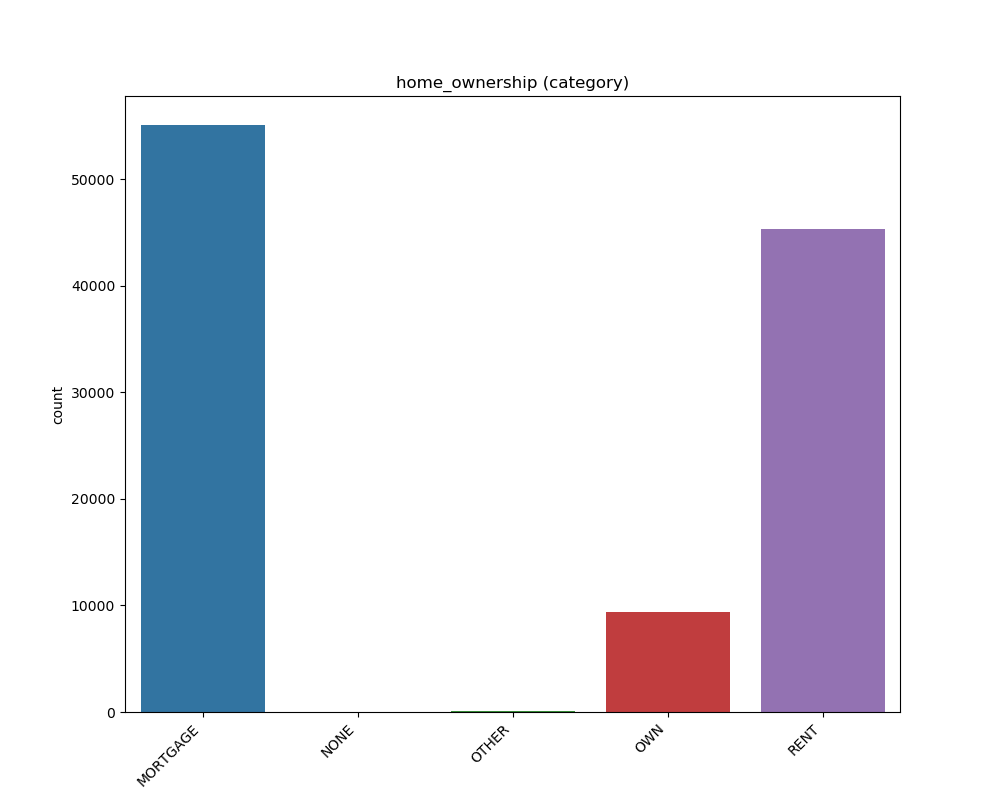 home_ownership (category)
count
50000
40000
30000
20000
10000
0
MORTGAGE
NONE
OTHER
OWN
RENT